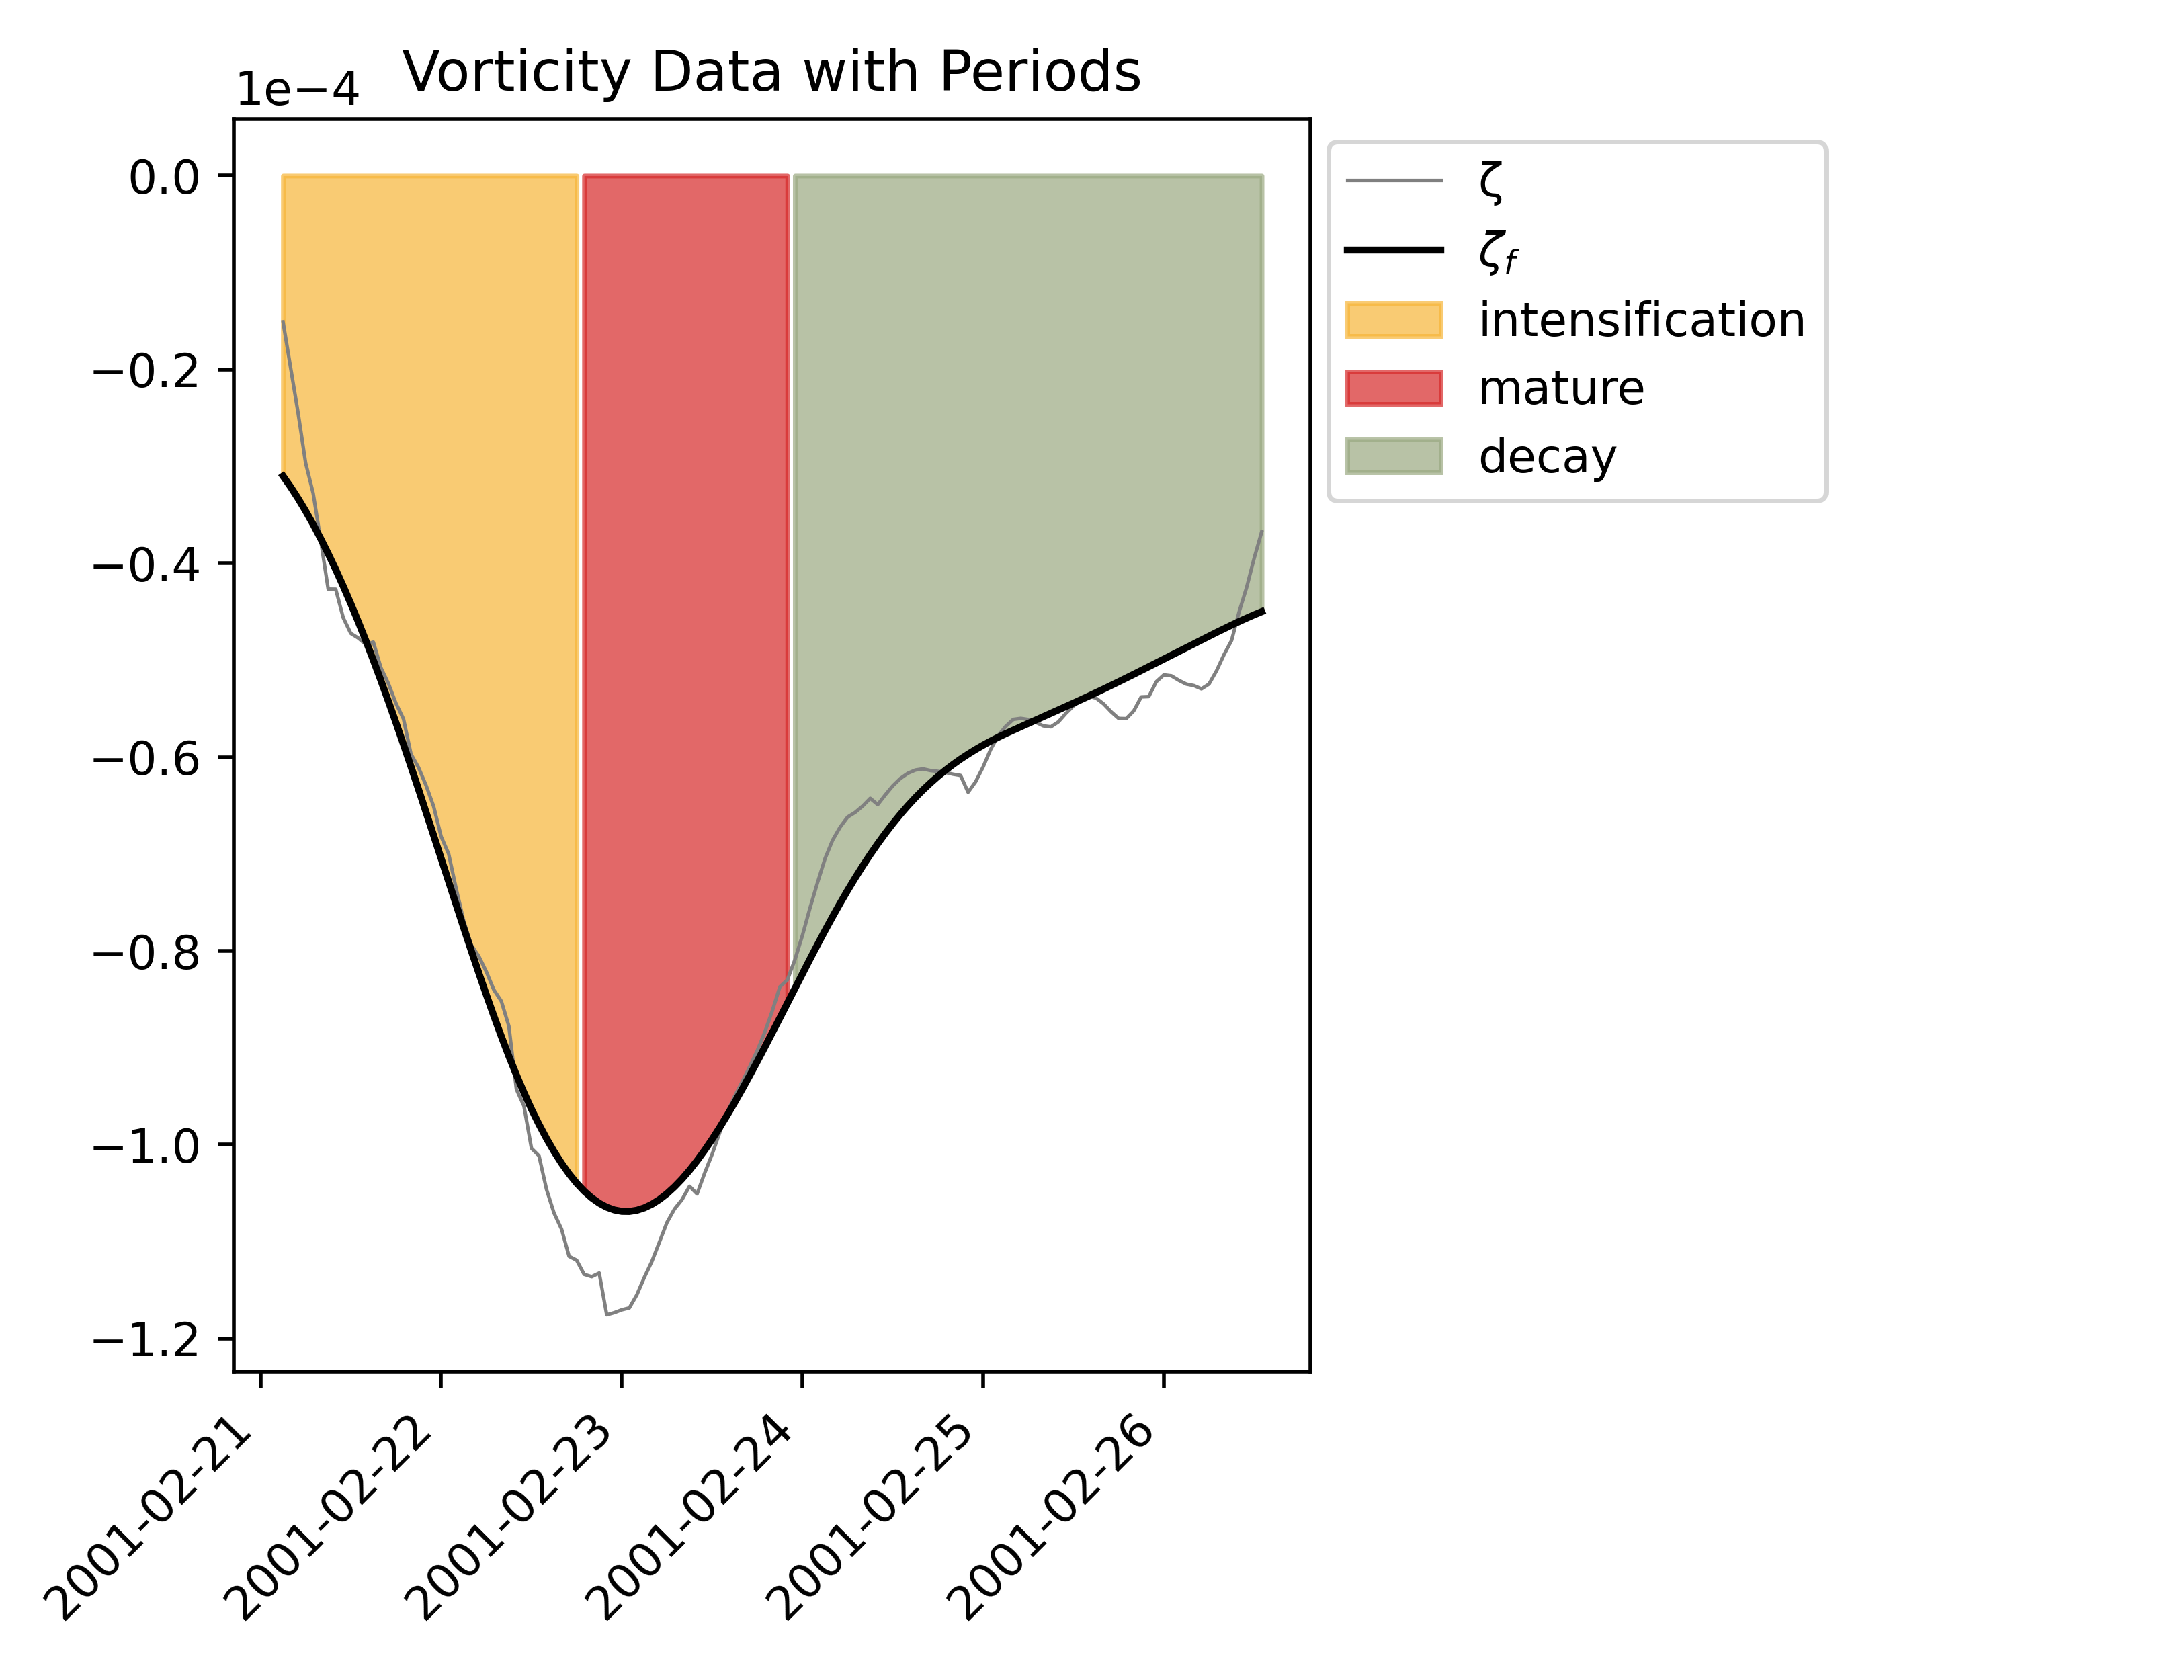 Vorticity Data with Periods
1e−4
0.0
−0.2
−0.4
−0.6
−0.8
−1.0
−1.2
2001-02-21
2001-02-22
2001-02-23
2001-02-24
2001-02-25
2001-02-26
ζ
ζf
intensification
mature
decay